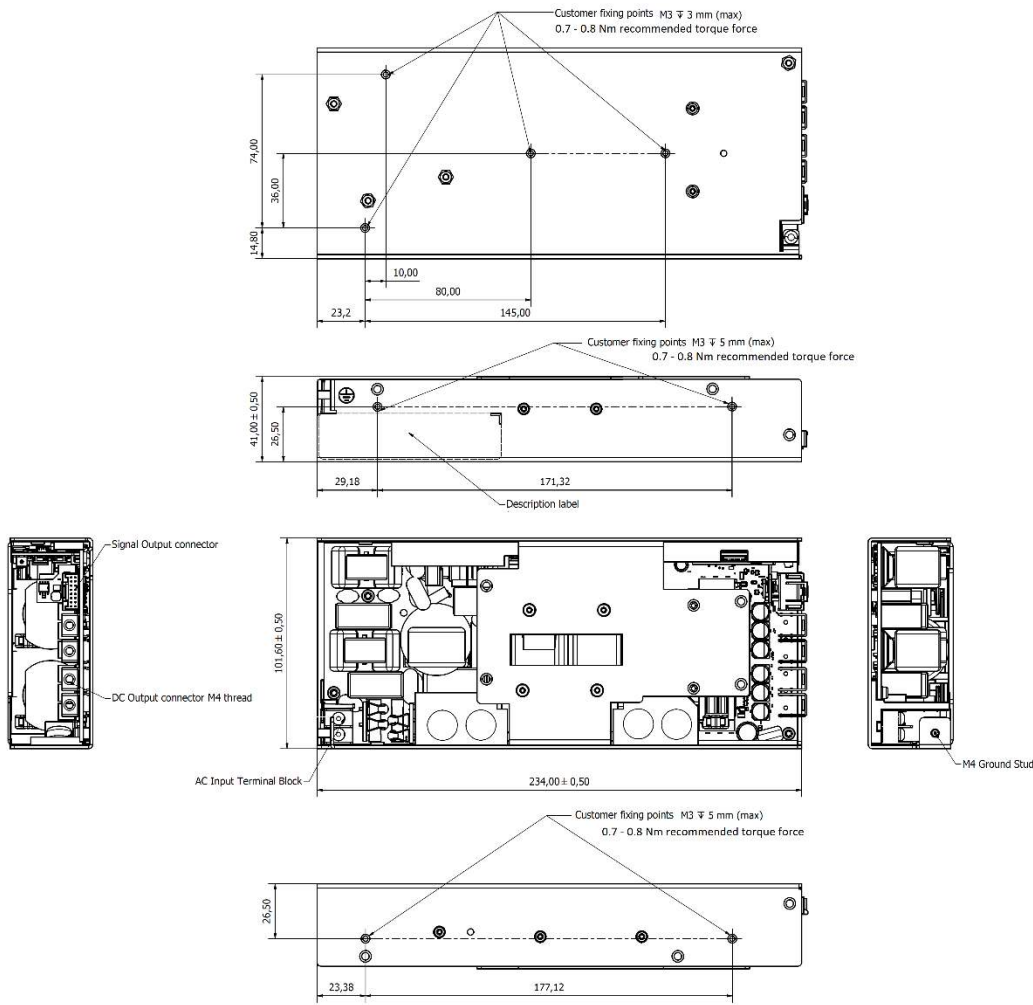 Customer fixing points M3 ↧ 3 mm (max)
0.7 - 0.8 Nm recommended torque force
74,00
36,00
14,80
10,00
80,00
23,2
145,00
Customer fixing points M3 ↧ 5 mm (max)
0.7 - 0.8 Nm recommended torque force
41,00 ± 0,50
26,50
29,18
171,32
Description label
Signal Output connector
DC Output connector M4 thread
101,60 ± 0,50
AC Input Terminal Block
234,00 ± 0,50
M4 Ground Stud
Customer fixing points M3 ↧ 5 mm (max)
0.7 - 0.8 Nm recommended torque force
26,50
23,38
177,12